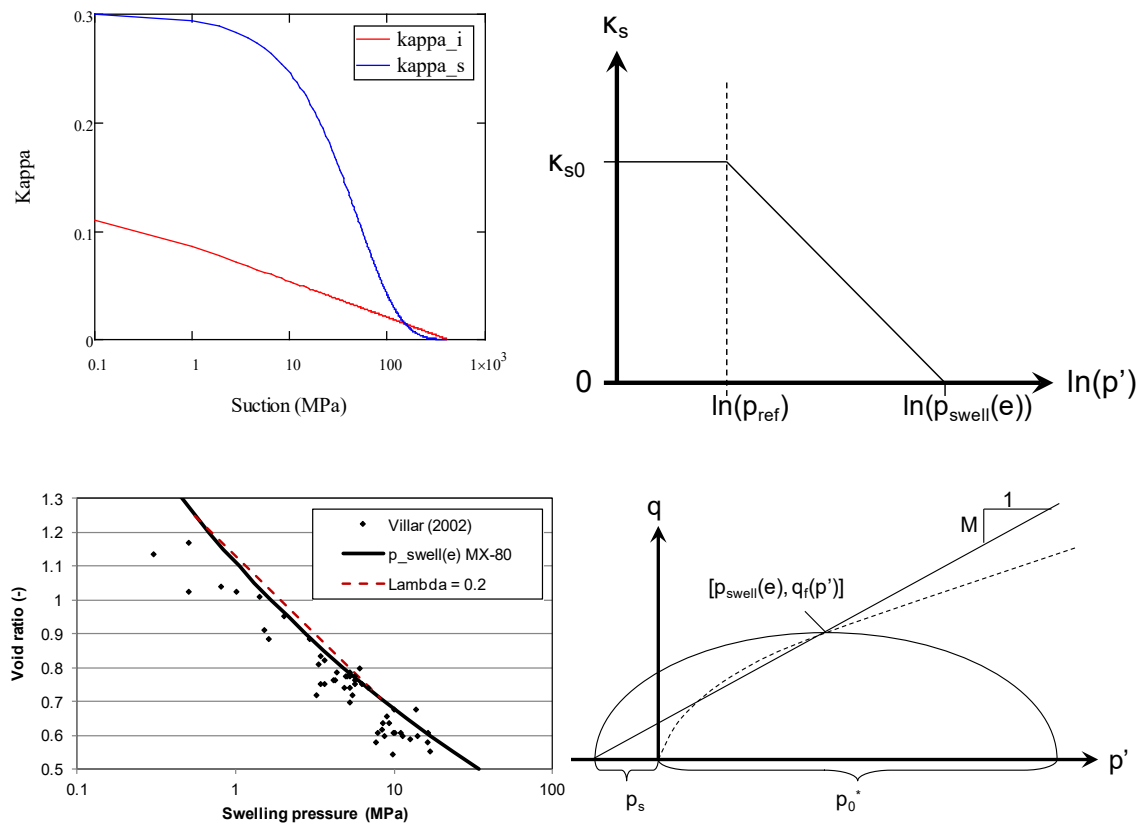 0.3
0.2
0.1
0
Kappa
kappa_i
kappa_s
0.1
1
10
100
1×10³
Suction (MPa)
κs
κs0
0
ln(pref)
ln(pswell(e))
ln(p’)
1.3
1.2
1.1
1
0.9
0.8
0.7
0.6
0.5
Void ratio (-)
Villar (2002)
p_swell(e) MX-80
Lambda = 0.2
0.1
1
10
100
Swelling pressure (MPa)
q
1
M
[pswell(e), qf(p’)]
p’
ps
p0*